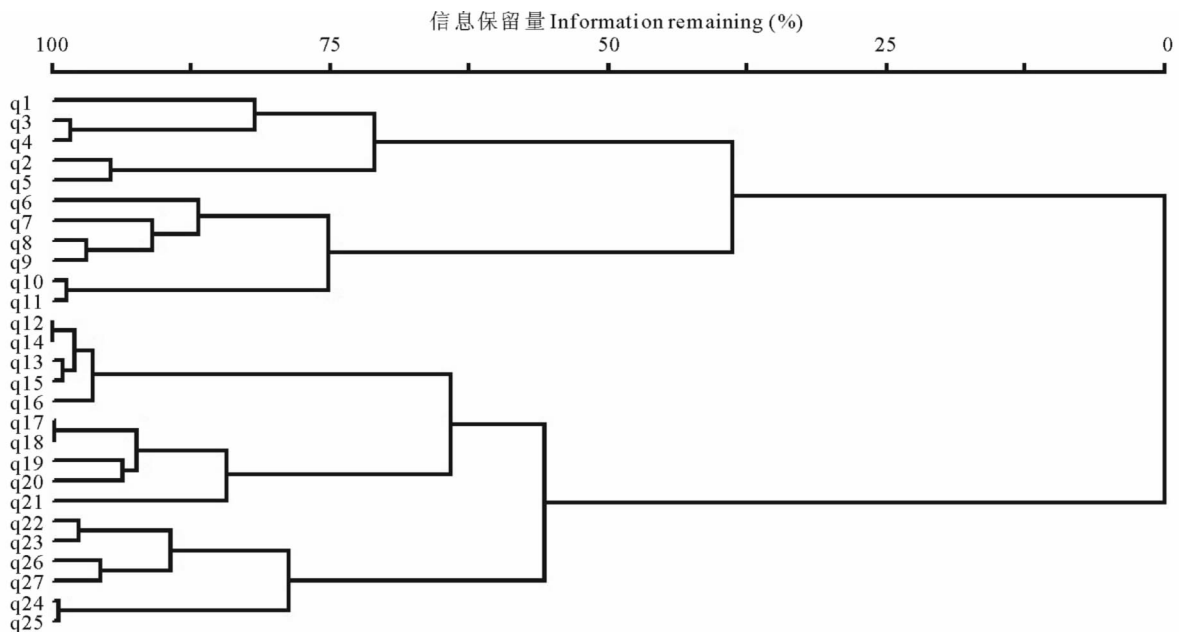 信息保留量 Information remaining (%)
100 75 50 25 0
q1
q3
q4
q2
q5
q6
q7
q8
q9
q10
q11
q12
q14
q13
q15
q16
q17
q18
q19
q20
q21
q22
q23
q26
q27
q24
q25